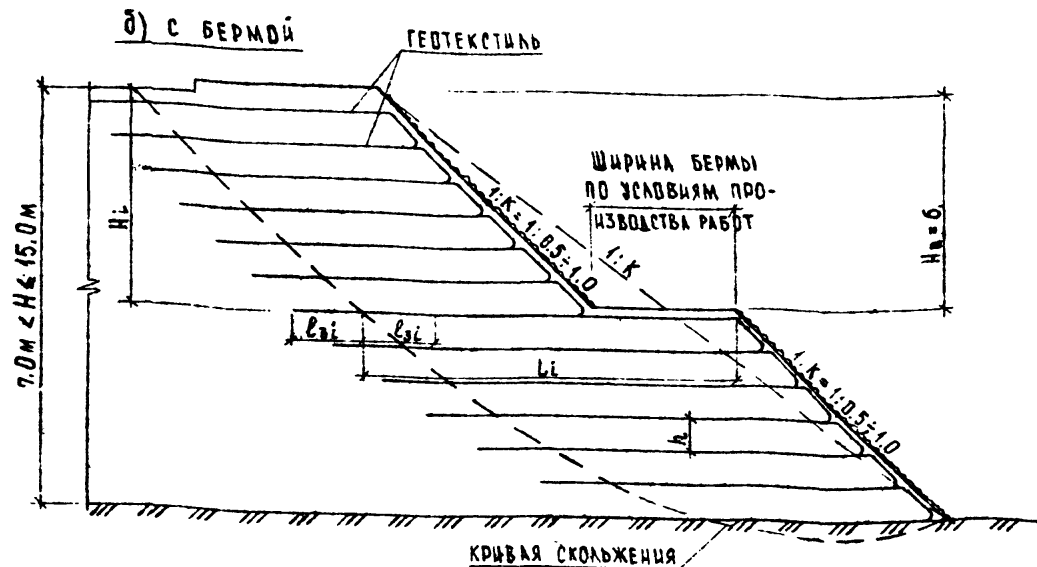 б) С БЕРМОЙ
ГЕОТЕКСТИЛЬ
ШИРИНА БЕРМЫ
ПО УСЛОВИЯМ ПРО-
ИЗВОДСТВА РАБОТ
7.0м < H ≤ 15.0м
Hi
1:К = 1:0.5÷1.0
1:К
Hв = 6
lзi
lзi
Li
h
1:К = 1:0.5÷1.0
КРИВАЯ СКОЛЬЖЕНИЯ